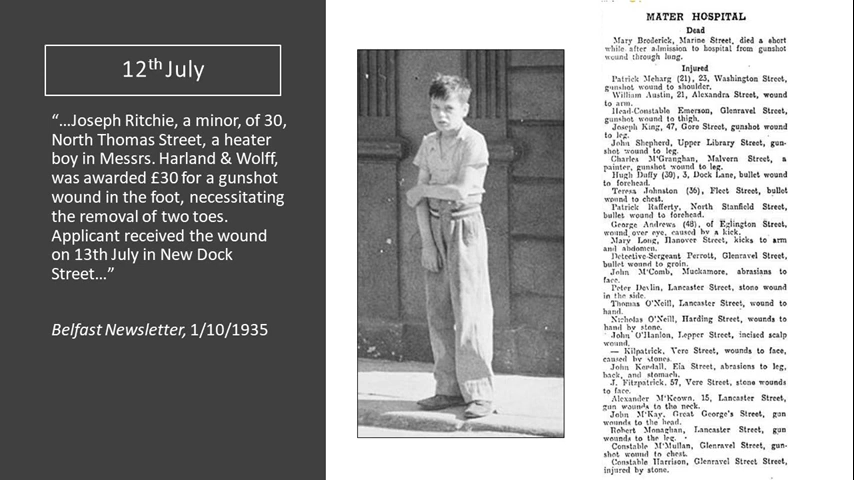 12th July
“…Joseph Ritchie, a minor, of 30,
North Thomas Street, a heater
boy in Messrs. Harland & Wolff,
was awarded £30 for a gunshot
wound in the foot, necessitating
the removal of two toes.
Applicant received the wound
on 13th July in New Dock
Street…”
Belfast Newsletter, 1/10/1935
MATER HOSPITAL
Dead
Mary Broderick, Marine Street, died a short
while after admission to hospital from gunshot
wound through lung.
Injured
Patrick Meharg (21), 23, Washington Street,
gunshot wound to shoulder.
William Austin, 21, Alexandra Street, wound
to arm.
Head-Constable Emerson, Glenravel Street,
gunshot wound to thigh.
Joseph King, 47, Gore Street, gunshot wound
to leg.
John Shepherd, Upper Library Street, gun-
shot wound to leg.
Charles M'Granghan, Malvern Street, a
painter, gunshot wound to leg.
Hugh Duffy (39), 3, Dock Lane, bullet wound
to forehead.
Teresa Johnston (36), Fleet Street, bullet
wound to chest.
Patrick Rafferty, North Stanfield Street,
bullet wound to forehead.
George Andrews (48), of Eglington Street,
wound over eye, caused by a kick.
Mary Long, Hanover Street, kicks to arm
and abdomen.
Detective-Sergeant Perrott, Glenravel Street,
bullet wound to groin.
John M'Comb, Muckamore, abrasions to
face.
Peter Devlin, Lancaster Street, stone wound
in the side.
Thomas O'Neill, Lancaster Street, wound to
hand.
Nicholas O'Neill, Harding Street, wounds to
hand by stone.
John O'Hanlon, Lepper Street, incised scalp
wound.
— Kilpatrick, Vere Street, wounds to face,
caused by stones.
John Kendall, Eia Street, abrasions to leg,
back, and stomach.
J. Fitzpatrick, 57, Vere Street, stone wounds
to face.
Alexander M'Keown, 15, Lancaster Street,
gun wounds to the neck.
John M'Kay, Great George's Street, gun
wounds to the head.
Robert Monaghan, Lancaster Street, gun
wounds to the leg.
Constable M'Mullan, Glenravel Street, gun-
shot wound to chest.
Constable Harrison, Glenravel Street Street,
injured by stone.